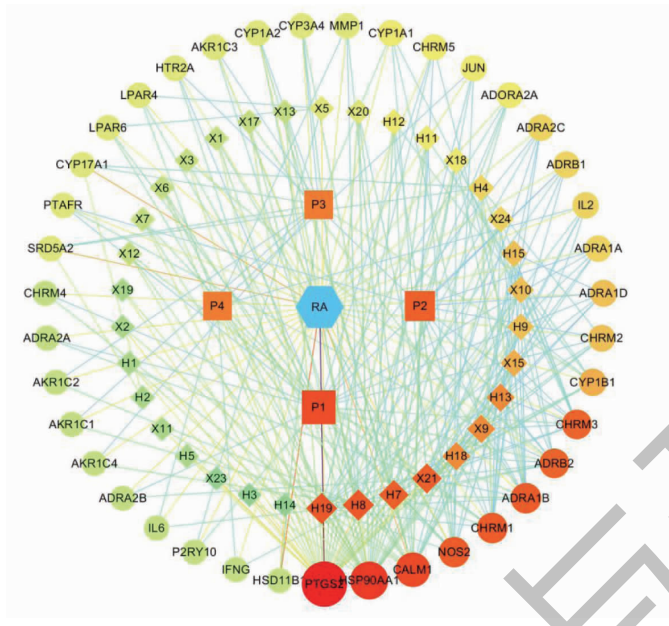 CYP3A4
MMP1
CYP1A2
CYP1A1
AKR1C3
CHRM5
HTR2A
JUN
LPAR4
ADORA2A
LPAR6
ADRA2C
CYP17A1
ADRB1
PTAFR
IL2
SRD5A2
ADRA1A
CHRM4
ADRA1D
ADRA2A
CHRM2
AKR1C2
CYP1B1
AKR1C1
CHRM3
AKR1C4
ADRB2
ADRA2B
ADRA1B
IL6
CHRM1
P2RY10
NOS2
IFNG
CALM1
HSD11B1
HSP90AA1
PTGS2
X5
X20
X13
H12
X17
H11
X1
X18
X3
H4
X6
X24
X7
H15
X12
X10
X19
H9
X2
X15
H1
H13
H2
X9
X11
H18
H5
X21
X23
H7
H3
H8
H14
H19
P3
P4
RA
P2
P1